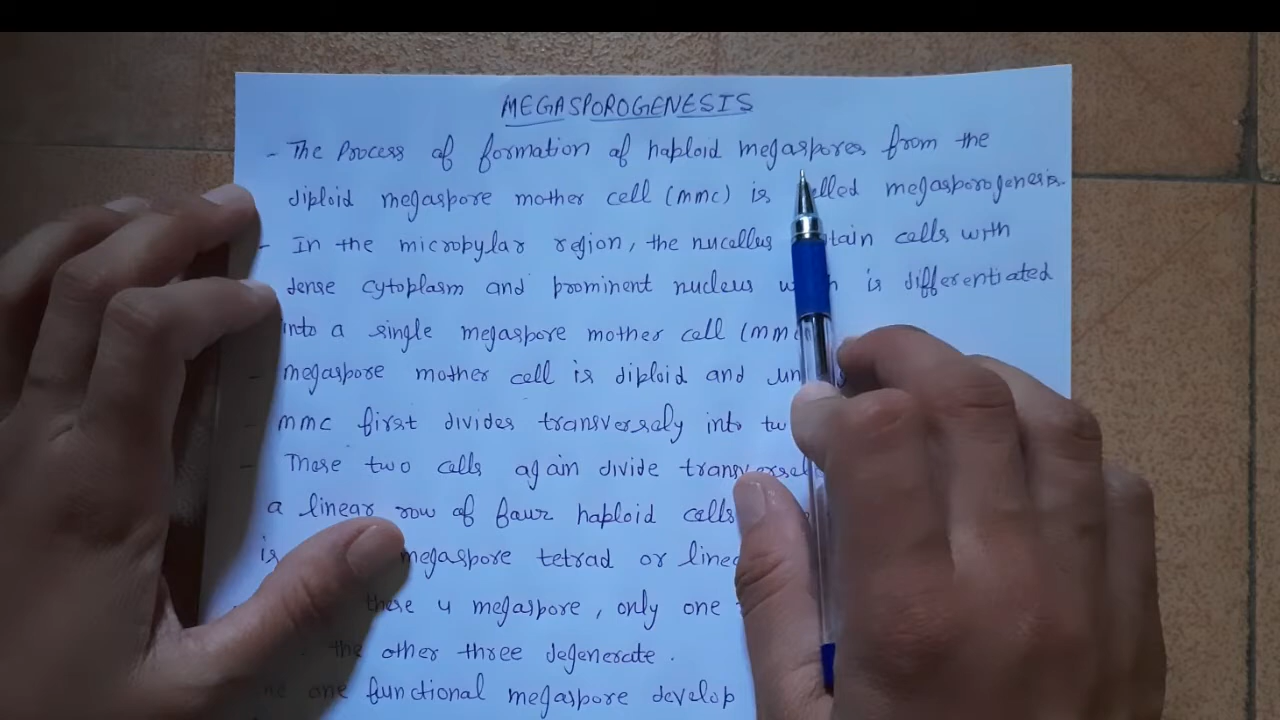 MEGASPOROGENESIS
- The Process of formation of haploid megaspores from the
diploid megaspore mother cell (mmc) is called megasporogenesis.
- In the micropylar region, the nucellus tain cells with
dense cytoplasm and prominent nucleus is differentiated
into a single megaspore mother cell (mmc
- megaspore mother cell is diploid and un
- mmc first divides transversely into tw
- These two cells again divide transversel
a linear row of four haploid cells
is megaspore tetrad or linea
these 4 megaspore, only one
the other three degenerate.
one functional megaspore develop